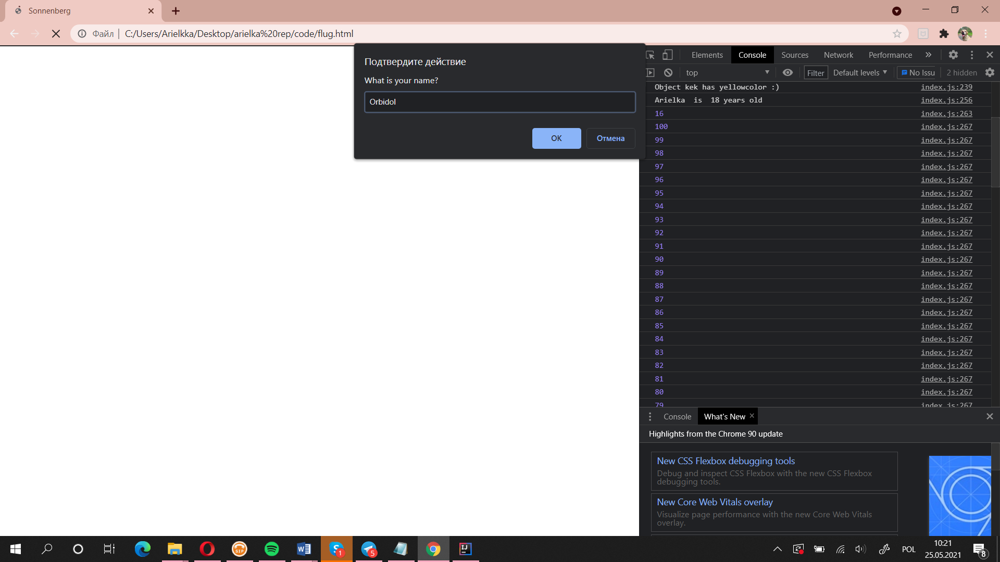 Sonnenberg
Файл
C:/Users/Arielkka/Desktop/arielka%20rep/code/flug.html
Подтвердите действие
What is your name?
Orbidol
OK
Отмена
Elements
Console
Sources
Network
Performance
top
Filter
Default levels
No Issu
2 hidden
Object kek has yellowcolor :) index.js:239
Arielka is 18 years old index.js:256
16 index.js:263
100 index.js:267
99 index.js:267
98 index.js:267
97 index.js:267
96 index.js:267
95 index.js:267
94 index.js:267
93 index.js:267
92 index.js:267
91 index.js:267
90 index.js:267
89 index.js:267
88 index.js:267
87 index.js:267
86 index.js:267
85 index.js:267
84 index.js:267
83 index.js:267
82 index.js:267
81 index.js:267
80 index.js:267
79 index.js:267
Console
What's New
Highlights from the Chrome 90 update
New CSS Flexbox debugging tools
Debug and inspect CSS Flexbox with the new CSS Flexbox
debugging tools.
New Core Web Vitals overlay
Visualize page performance with the new Core Web Vitals
overlay.
SIP
1
5
IJ
POL
10:21
25.05.2021
8